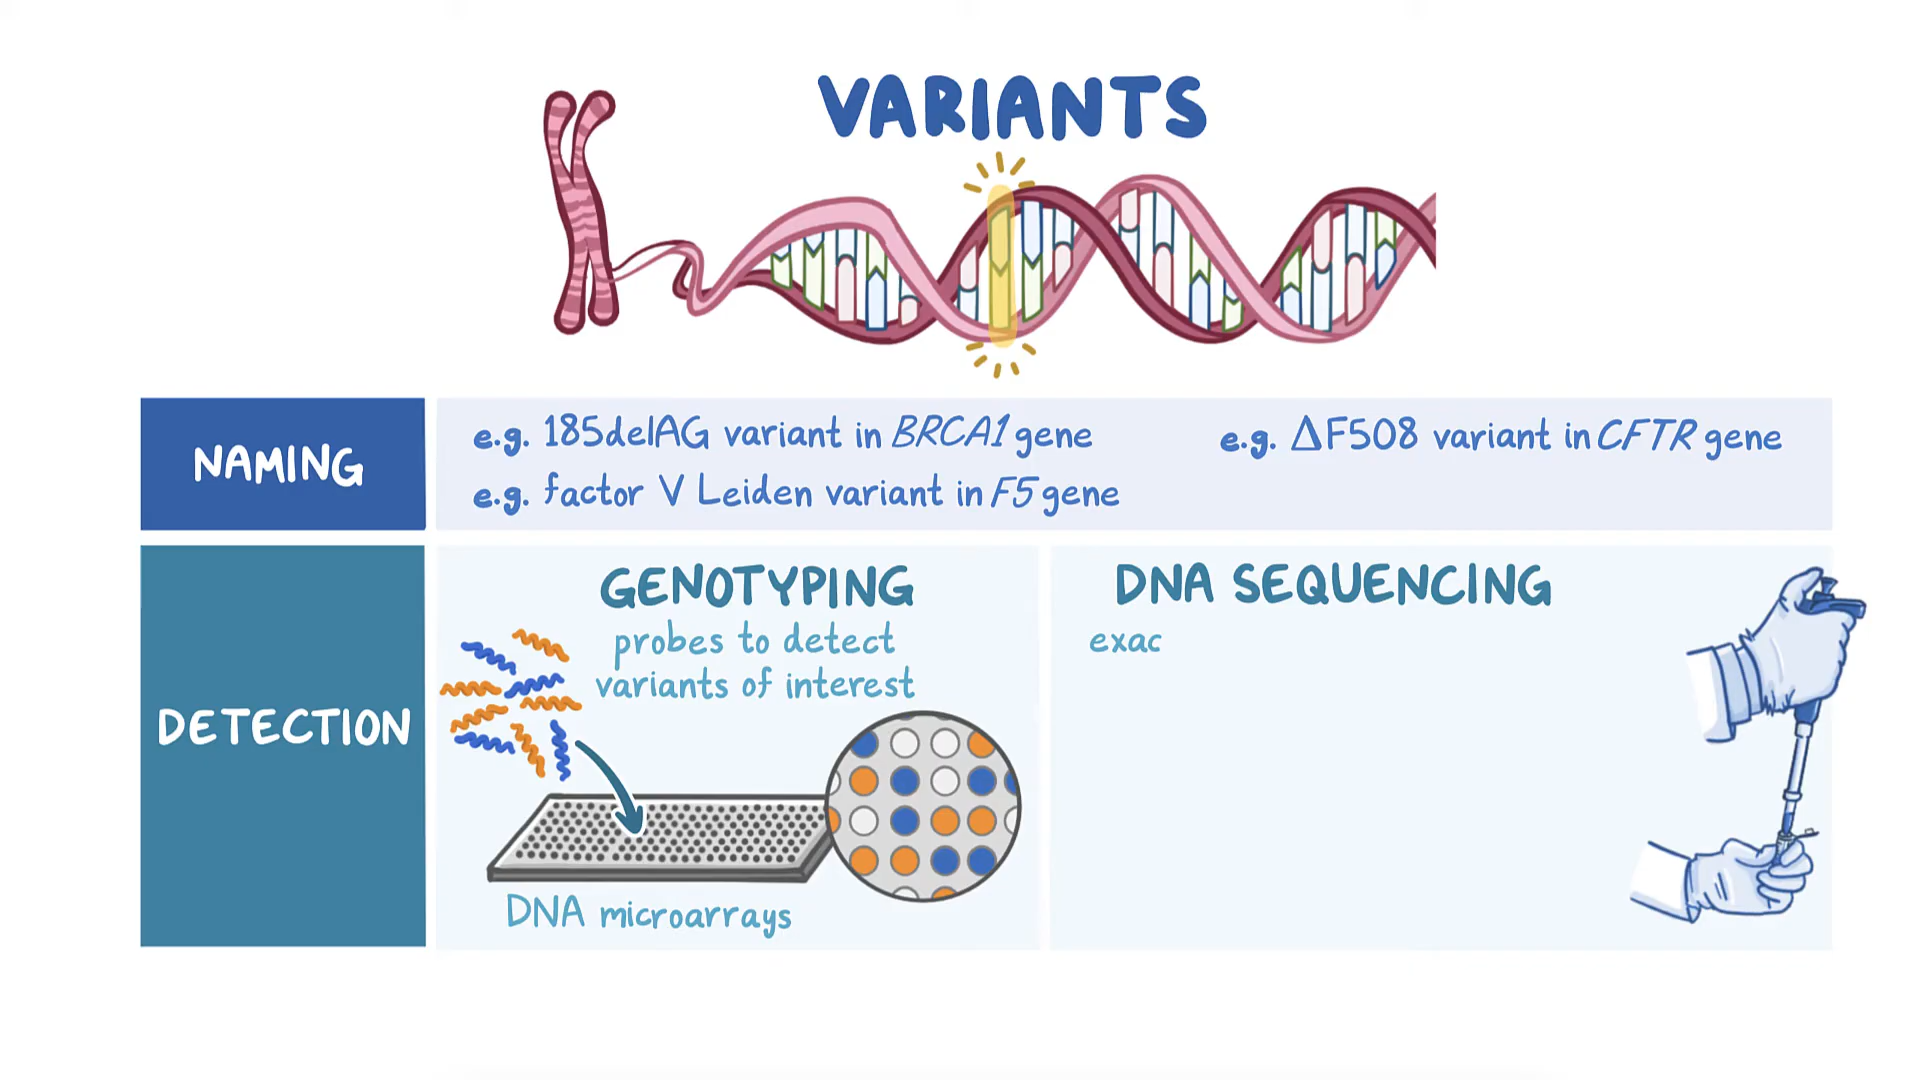 VARIANTS
NAMING
e.g. 185delAG variant in BRCA1 gene
e.g. ΔF508 variant in CFTR gene
e.g. factor V Leiden variant in F5 gene
DETECTION
GENOTYPING
probes to detect
variants of interest
DNA microarrays
DNA SEQUENCING
exac